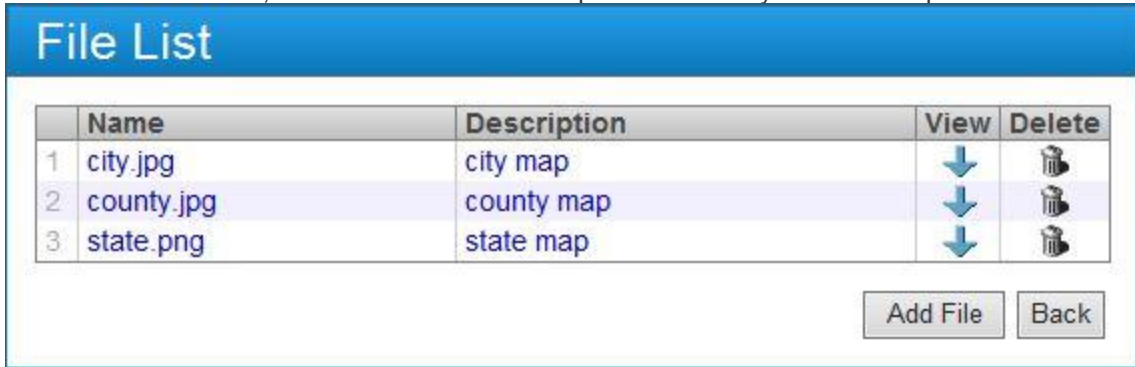 File List
Name Description View Delete
1 city.jpg city map
2 county.jpg county map
3 state.png state map
Add File Back